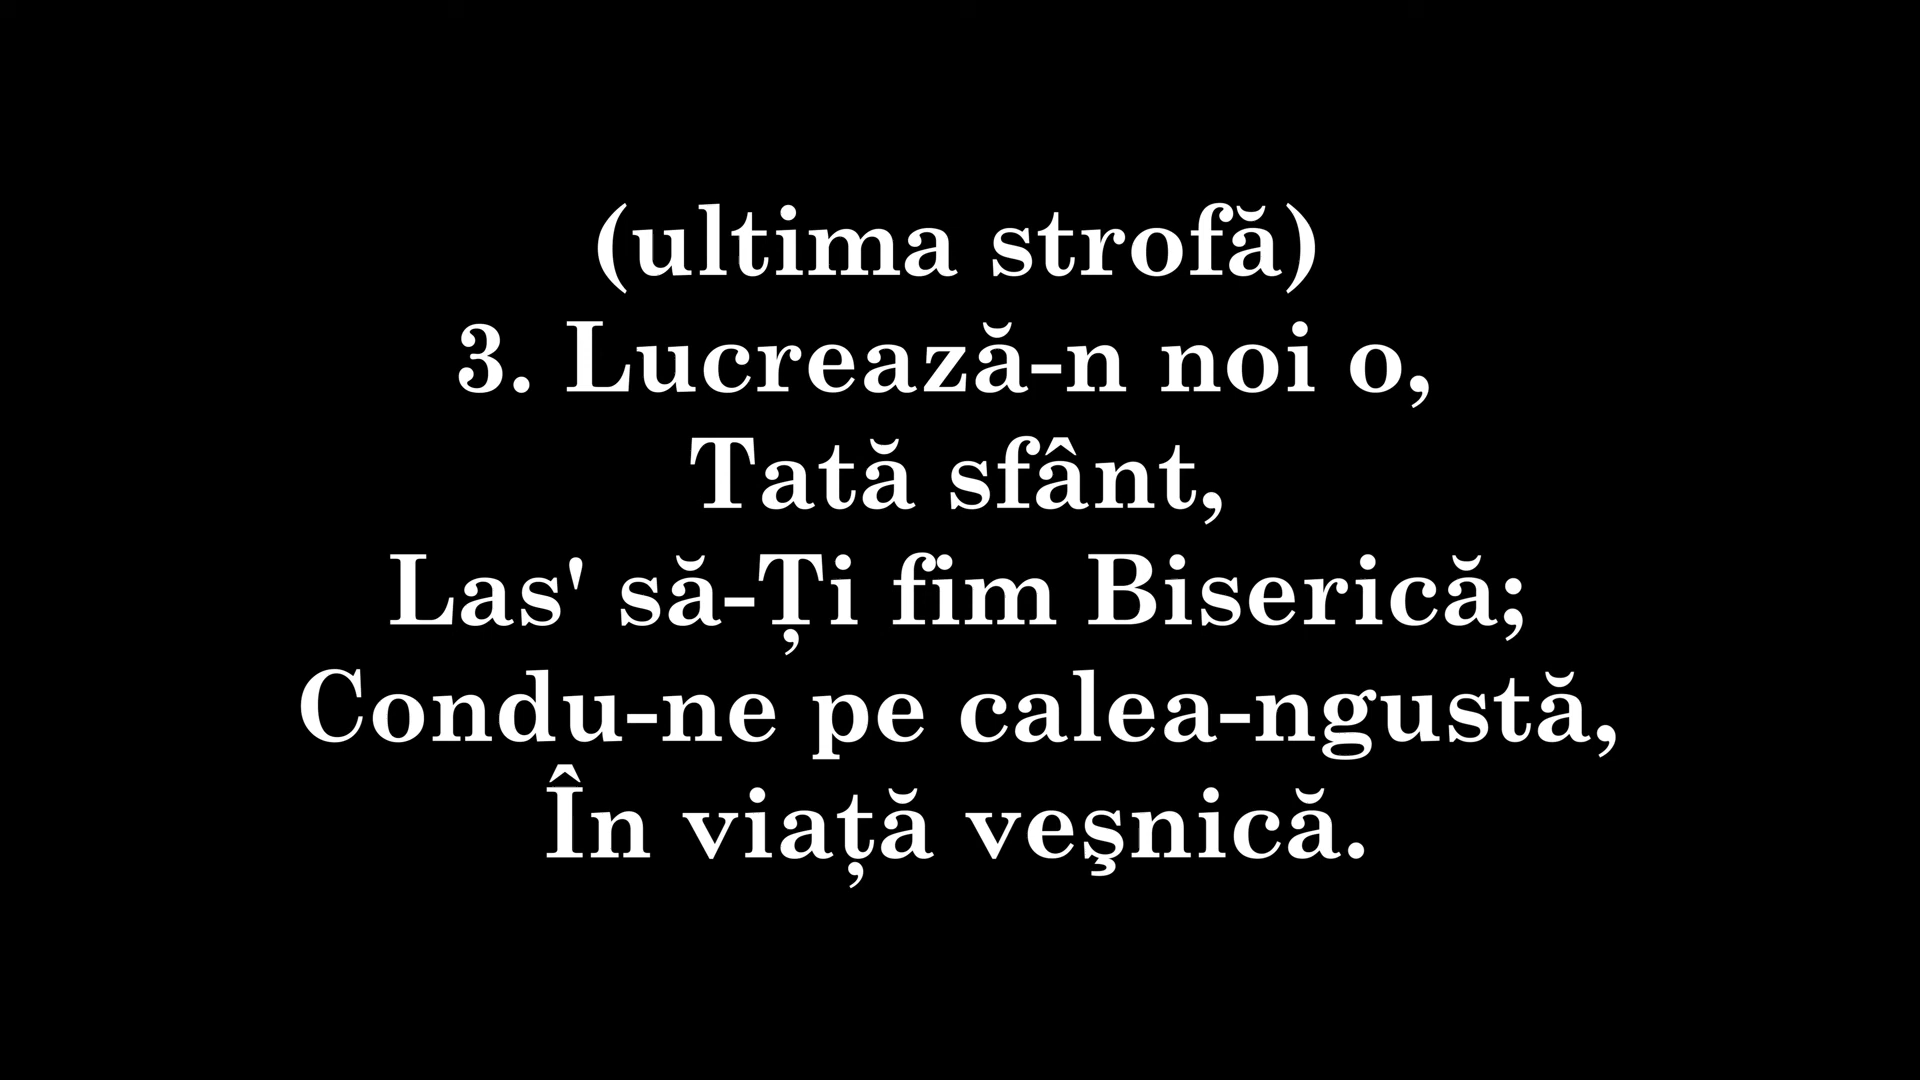 (ultima strofă)
3. Lucrează-n noi o,
Tată sfânt,
Las' să-Ți fim Biserică;
Condu-ne pe calea-ngustă,
În viață veşnică.